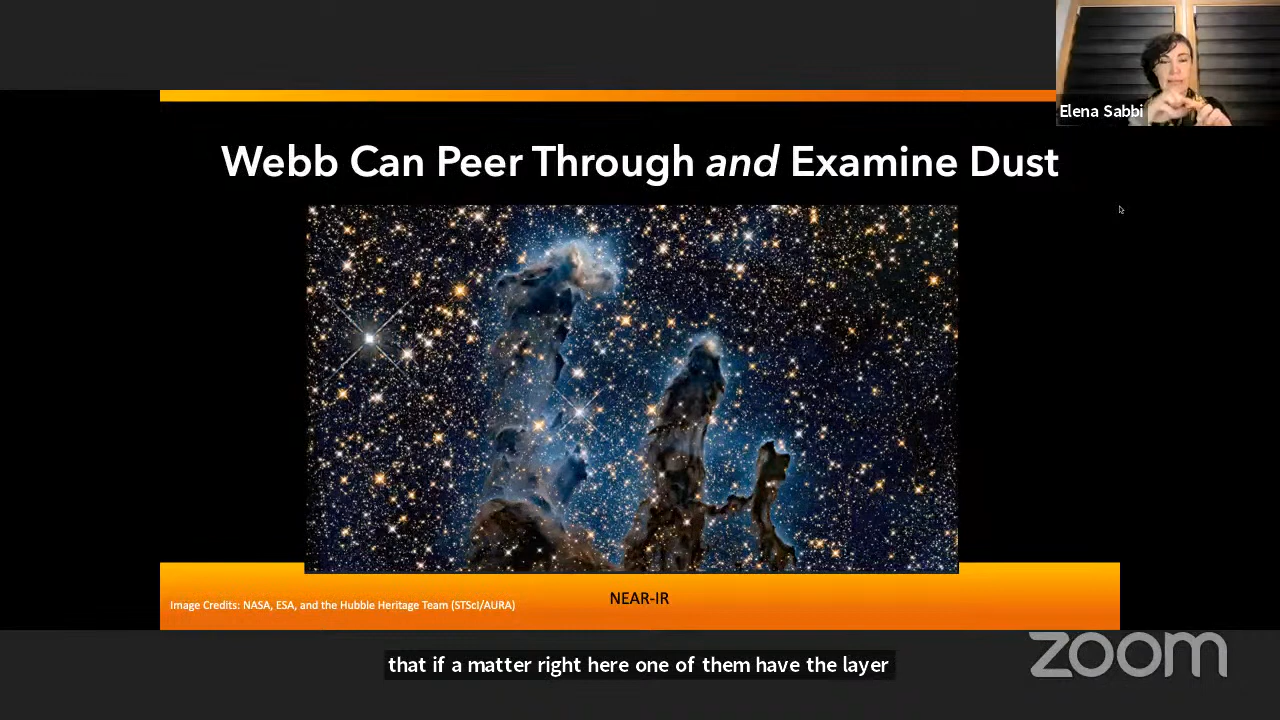 Elena Sabbi
Webb Can Peer Through and Examine Dust
NEAR-IR
Image Credits: NASA, ESA, and the Hubble Heritage Team (STScI/AURA)
that if a matter right here one of them have the layer
zoom